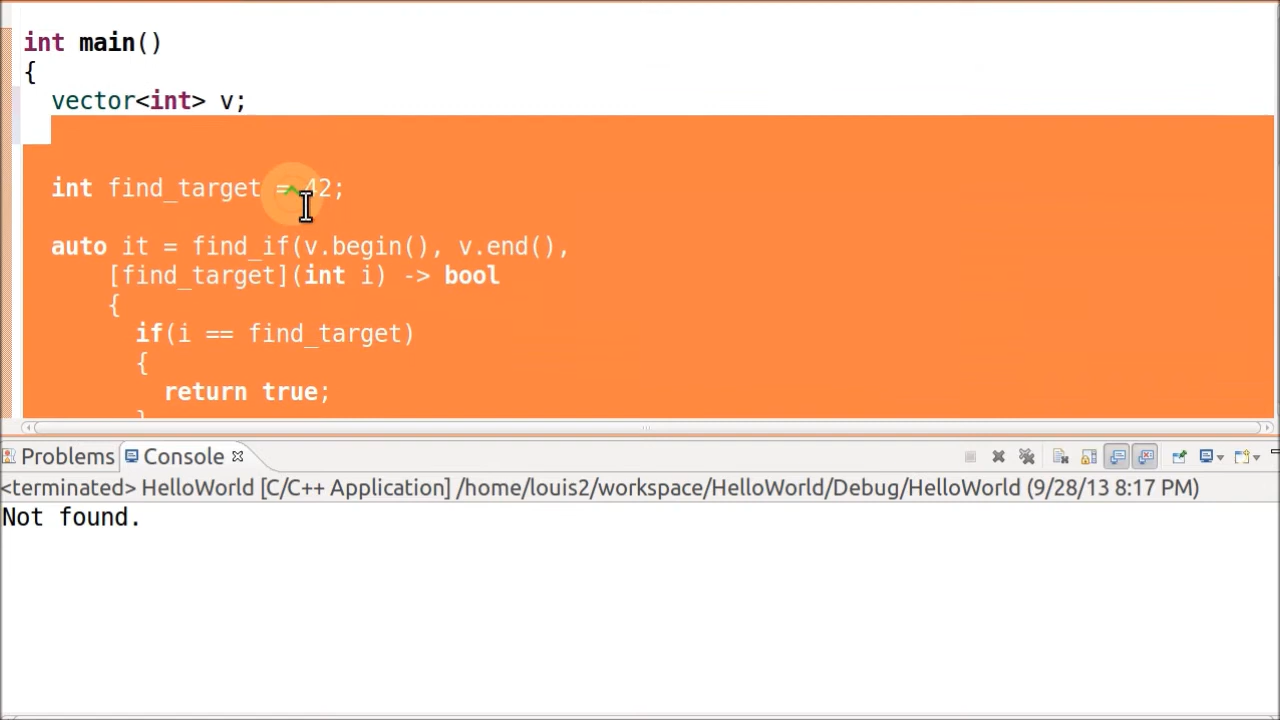 int main()
{
vector<int> v;
int find_target = 42;
auto it = find_if(v.begin(), v.end(),
[find_target](int i) -> bool
{
if(i == find_target)
{
return true;
}
Problems Console
<terminated> HelloWorld [C/C++ Application] /home/louis2/workspace/HelloWorld/Debug/HelloWorld (9/28/13 8:17 PM)
Not found.